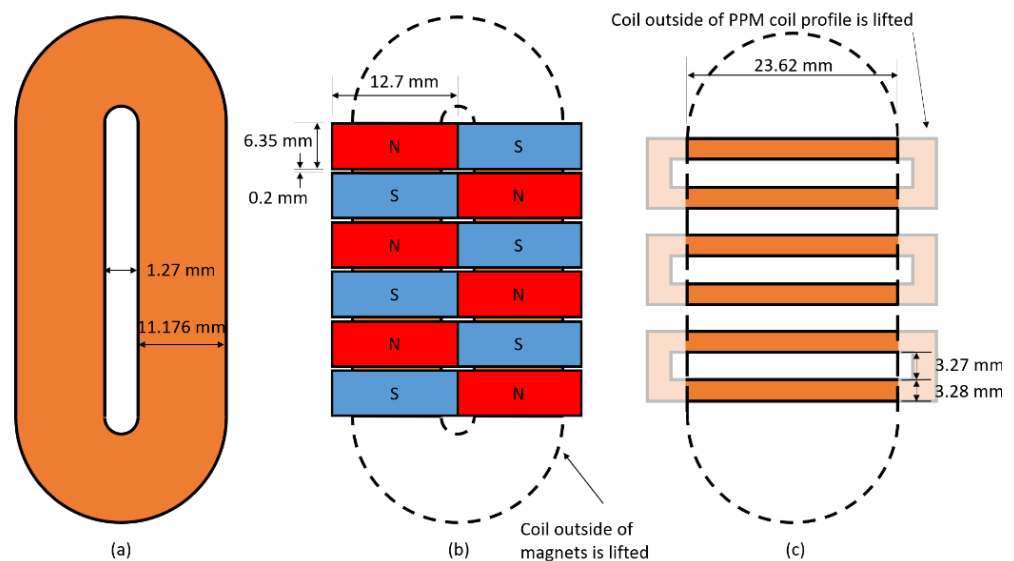 Coil outside of PPM coil profile is lifted
23.62 mm
12.7 mm
6.35 mm
0.2 mm
N
S
S
N
N
S
S
N
N
S
S
N
1.27 mm
11.176 mm
3.27 mm
3.28 mm
Coil outside of
magnets is lifted
(a)
(b)
(c)